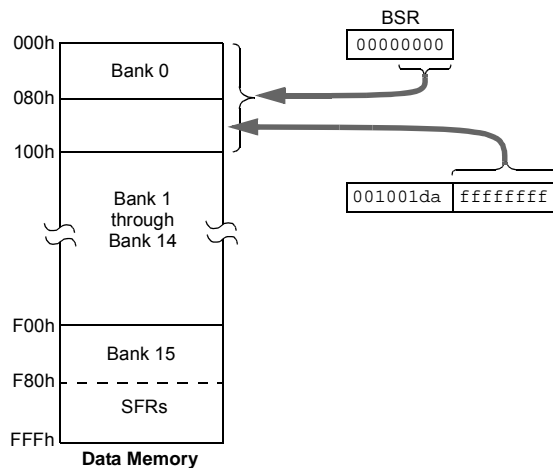 BSR
000h
00000000
Bank 0
080h
100h
001001da ffffffff
Bank 1
through
Bank 14
F00h
Bank 15
F80h
SFRs
FFFh
Data Memory